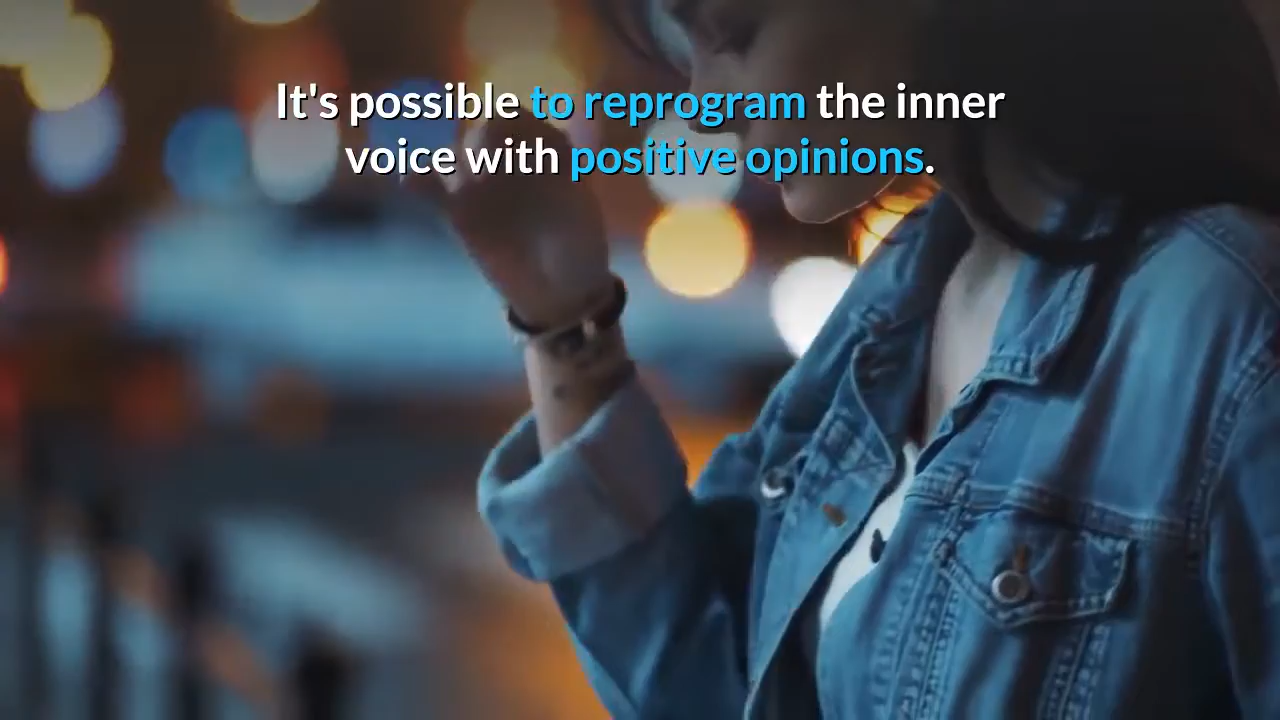 It's possible to reprogram the inner
voice with positive opinions.